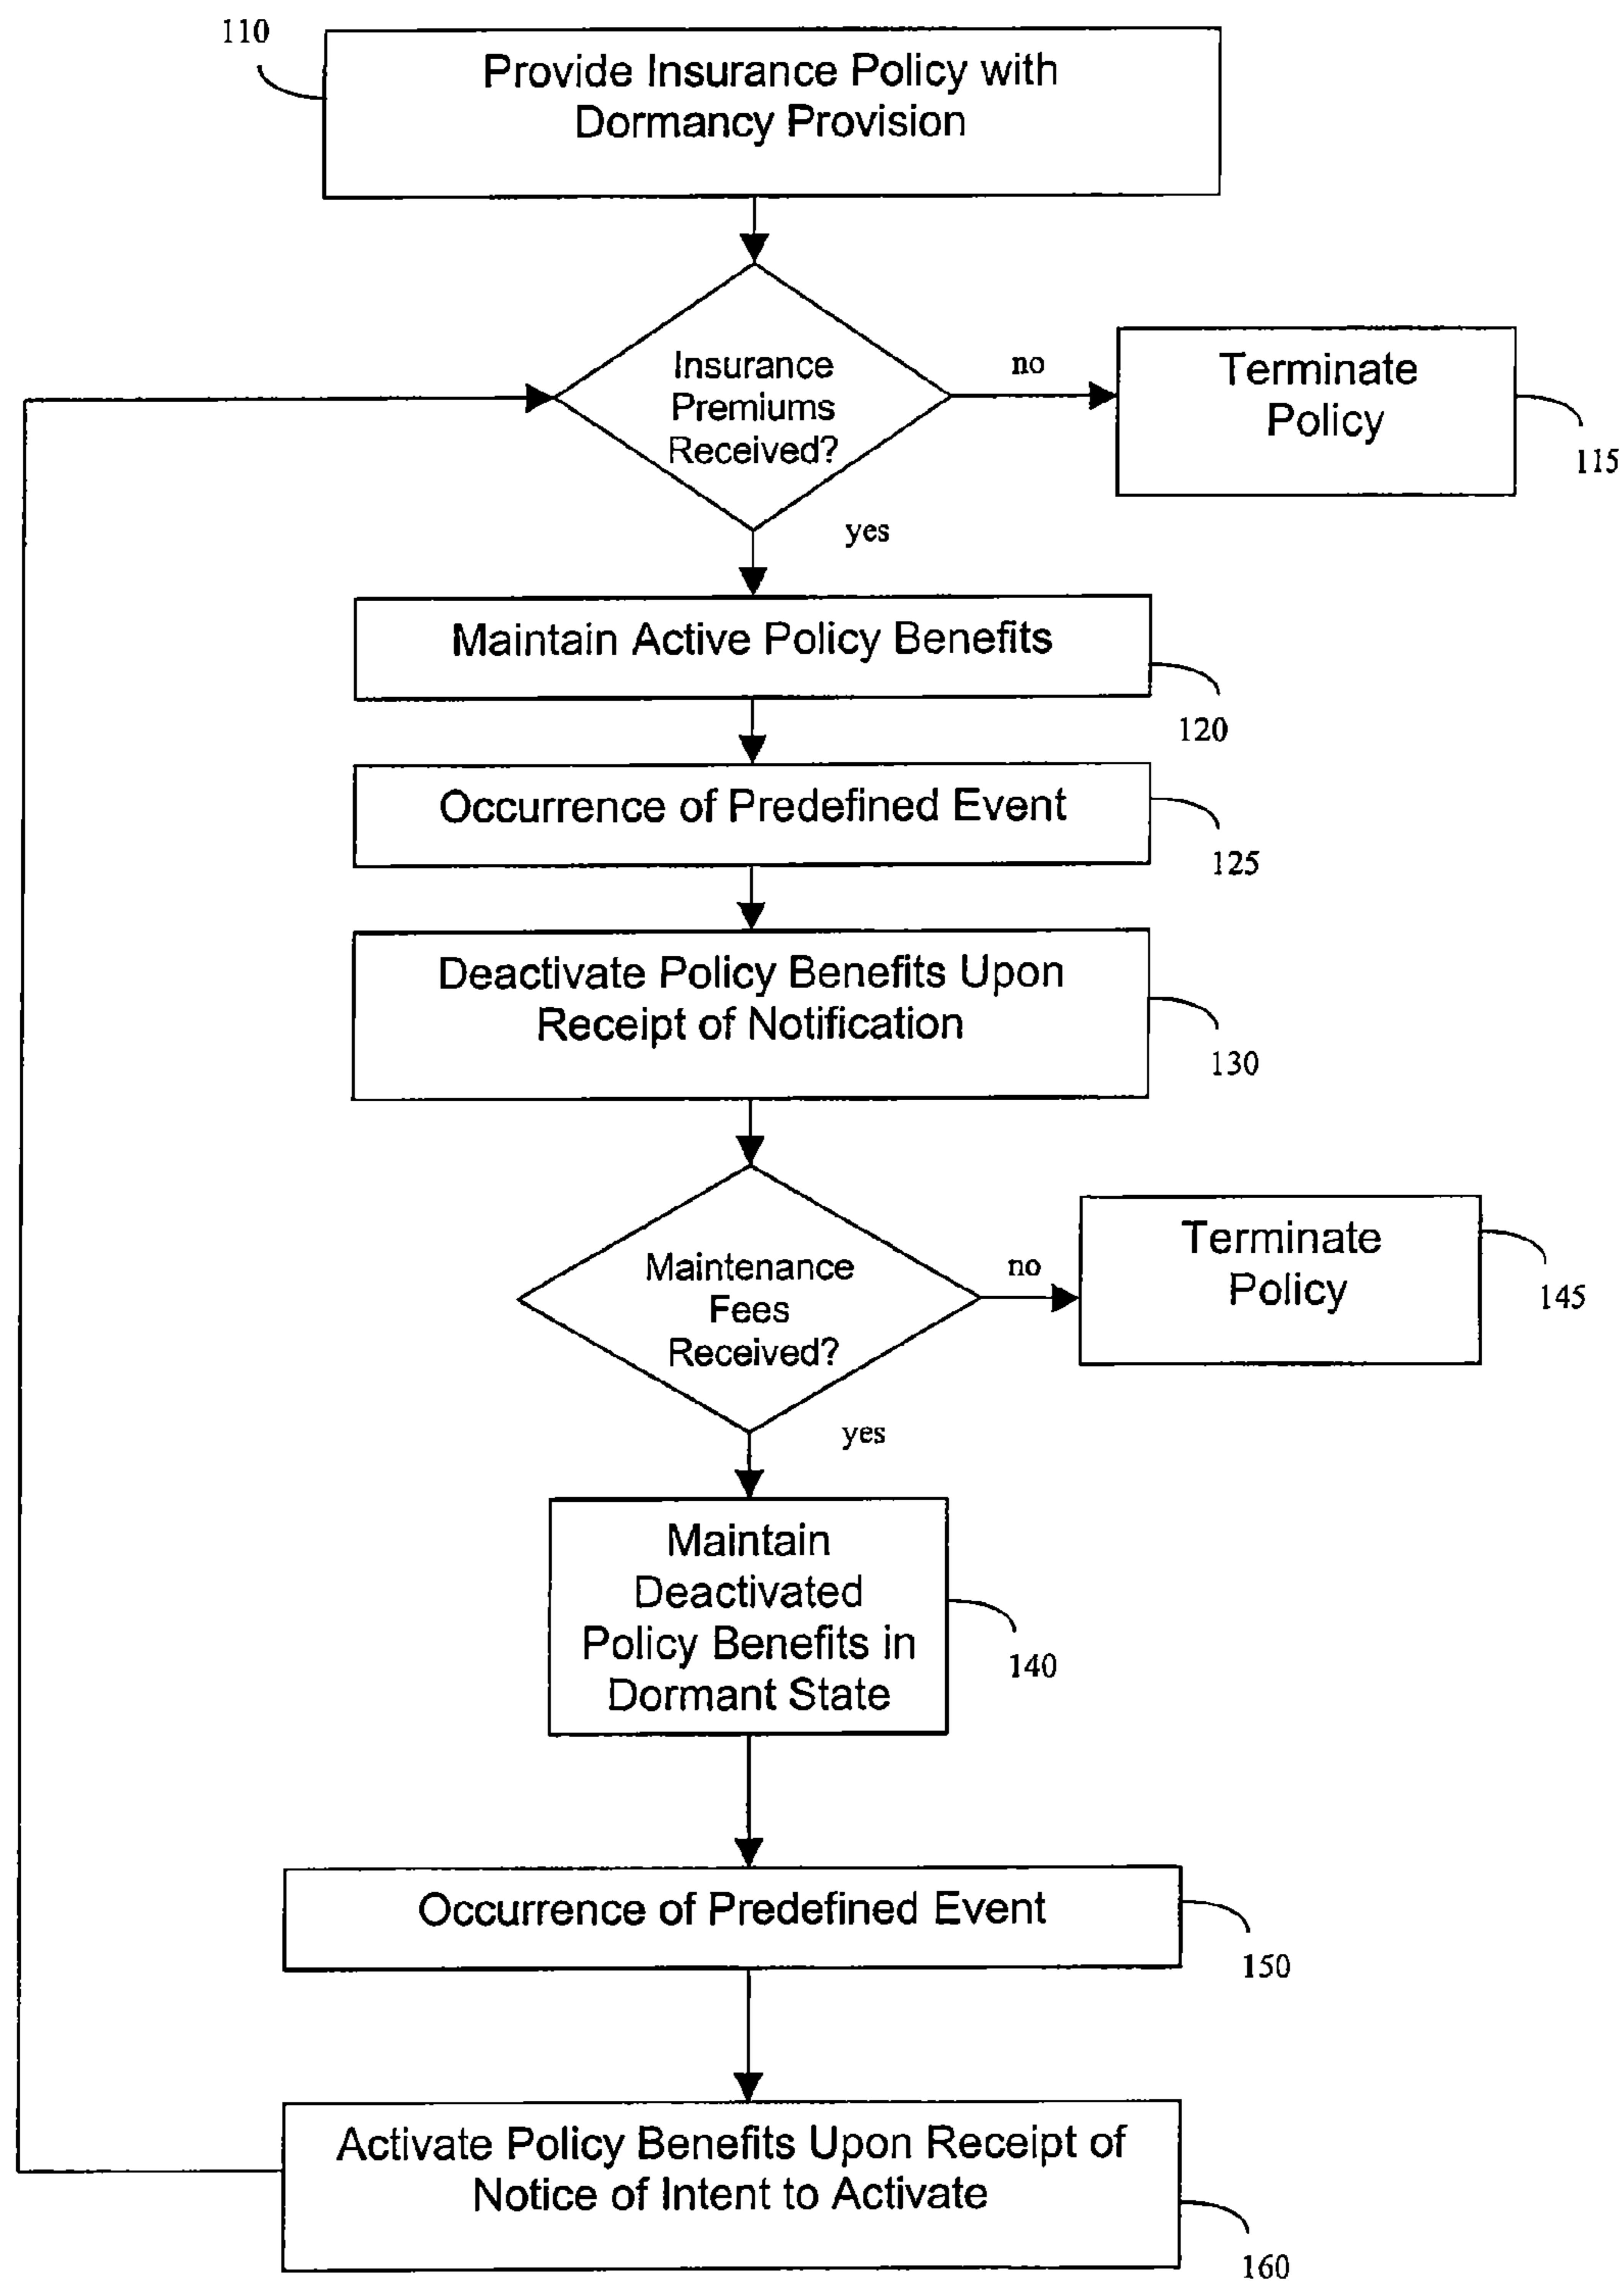 110
Provide Insurance Policy with
Dormancy Provision
Insurance
Premiums
Received?
no
Terminate
Policy
115
yes
Maintain Active Policy Benefits
120
Occurrence of Predefined Event
125
Deactivate Policy Benefits Upon
Receipt of Notification
130
Maintenance
Fees
Received?
no
Terminate
Policy
145
yes
Maintain
Deactivated
Policy Benefits in
Dormant State
140
Occurrence of Predefined Event
150
Activate Policy Benefits Upon Receipt of
Notice of Intent to Activate
160